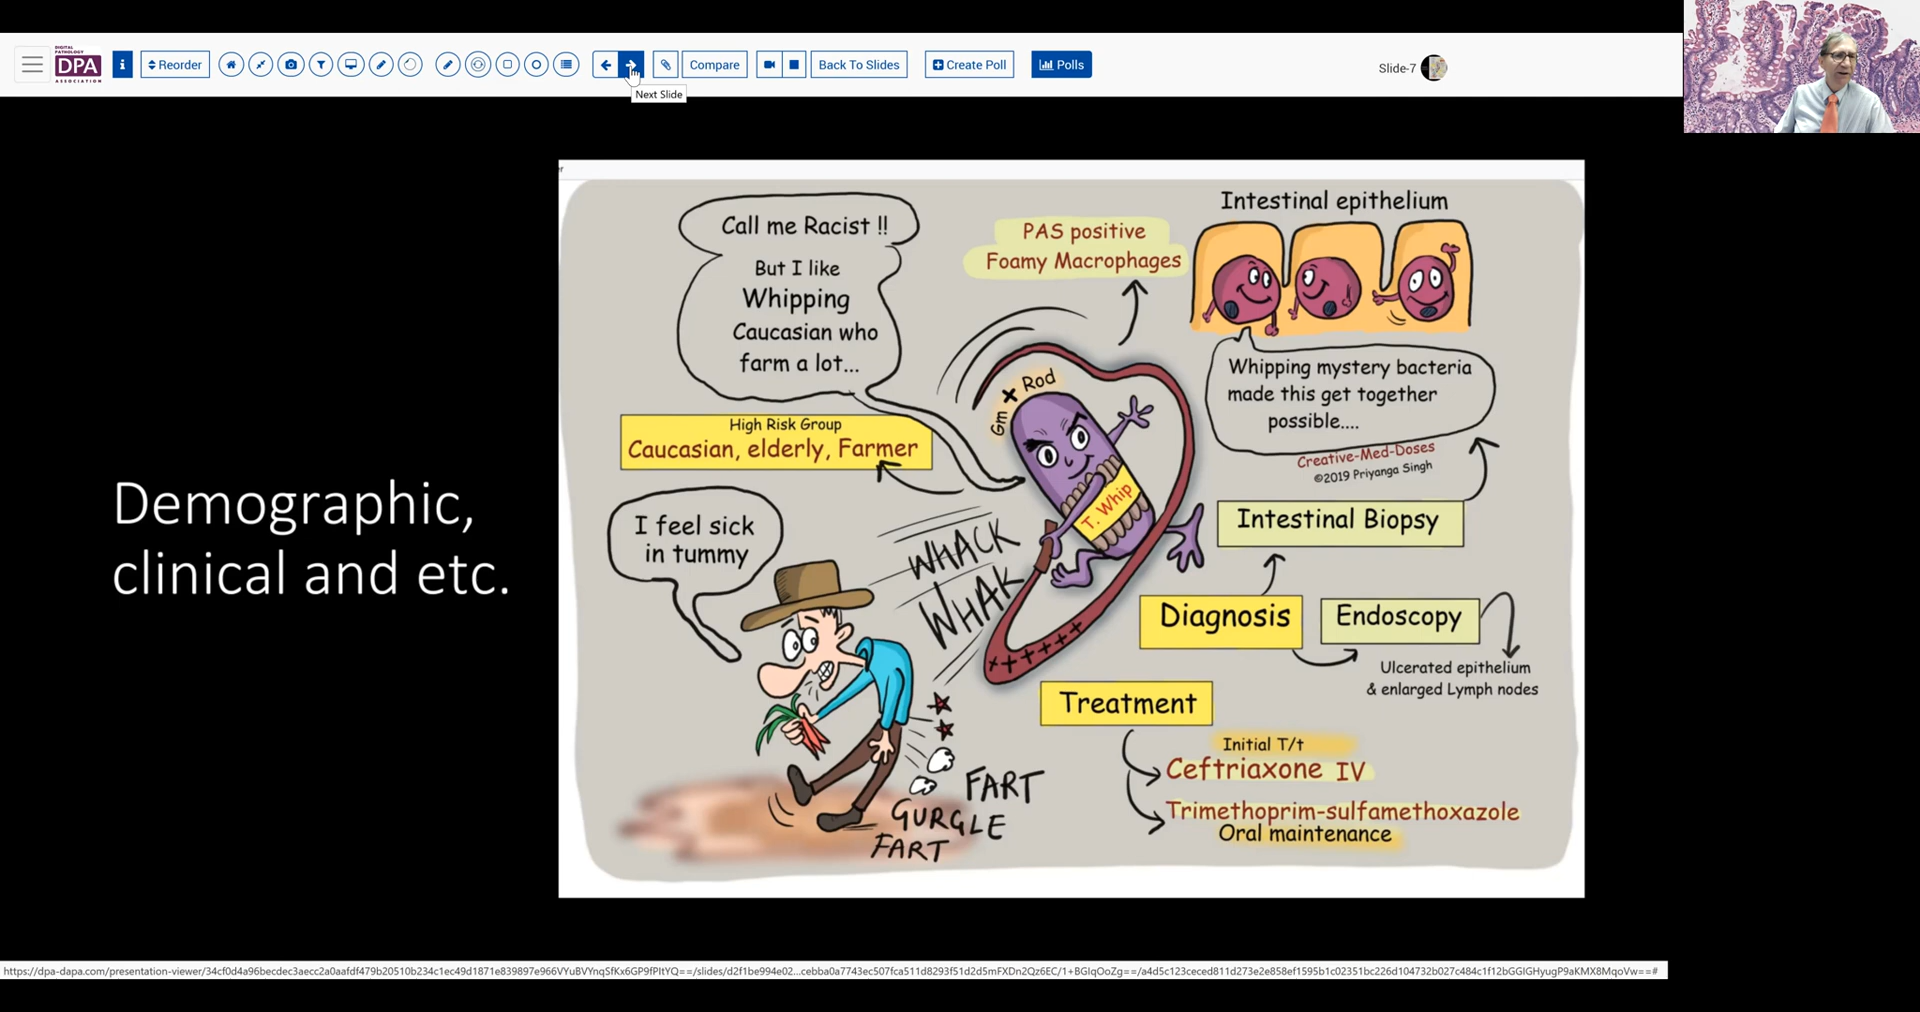 DIGITAL
PATHOLOGY
DPA
ASSOCIATION
i
Reorder
Compare
Back To Slides
Create Poll
Polls
Slide-7
Next Slide
Demographic,
clinical and etc.
Call me Racist !!
But I like
Whipping
Caucasian who
farm a lot...
PAS positive
Foamy Macrophages
Intestinal epithelium
Whipping mystery bacteria
made this get together
possible....
Creative-Med-Doses
©2019 Priyanga Singh
Gm + Rod
T. Whip
High Risk Group
Caucasian, elderly, Farmer
I feel sick
in tummy
WHACK
WHAK
Intestinal Biopsy
Diagnosis
Endoscopy
Ulcerated epithelium
& enlarged Lymph nodes
Treatment
Initial T/t
Ceftriaxone IV
Trimethoprim-sulfamethoxazole
Oral maintenance
FART
GURGLE
FART